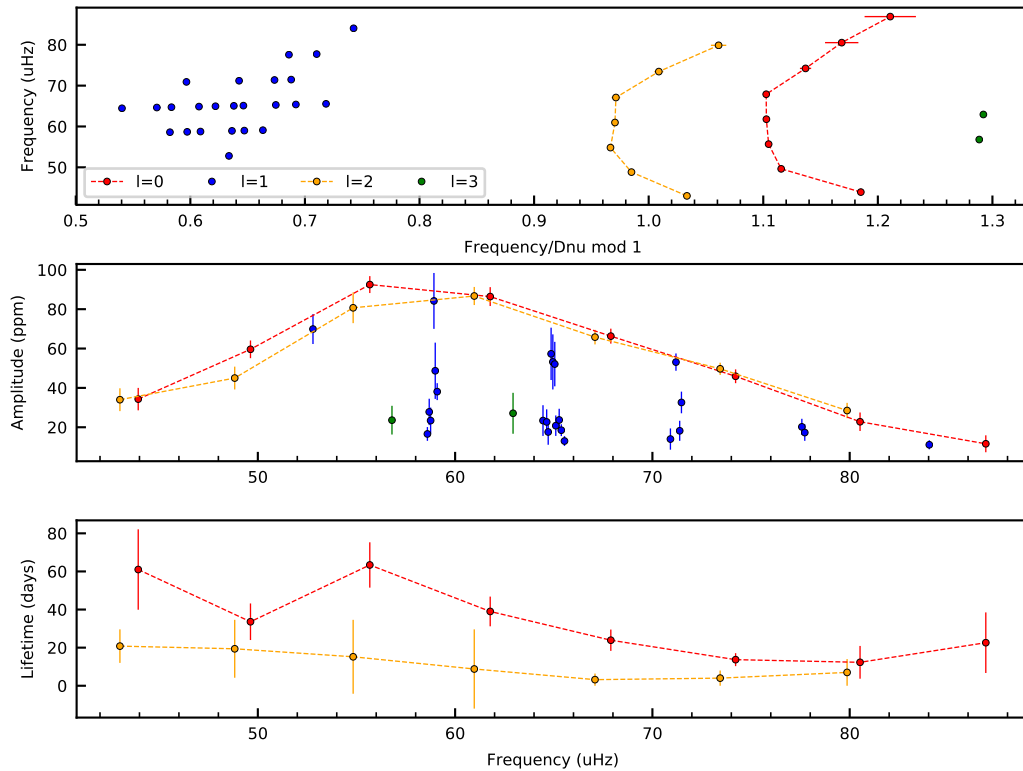 80
70
60
50
Frequency (uHz)
l=0 l=1 l=2 l=3
0.5 0.6 0.7 0.8 0.9 1.0 1.1 1.2 1.3
Frequency/Dnu mod 1
100
80
60
40
20
Amplitude (ppm)
50 60 70 80
80
60
40
20
0
Lifetime (days)
50 60 70 80
Frequency (uHz)